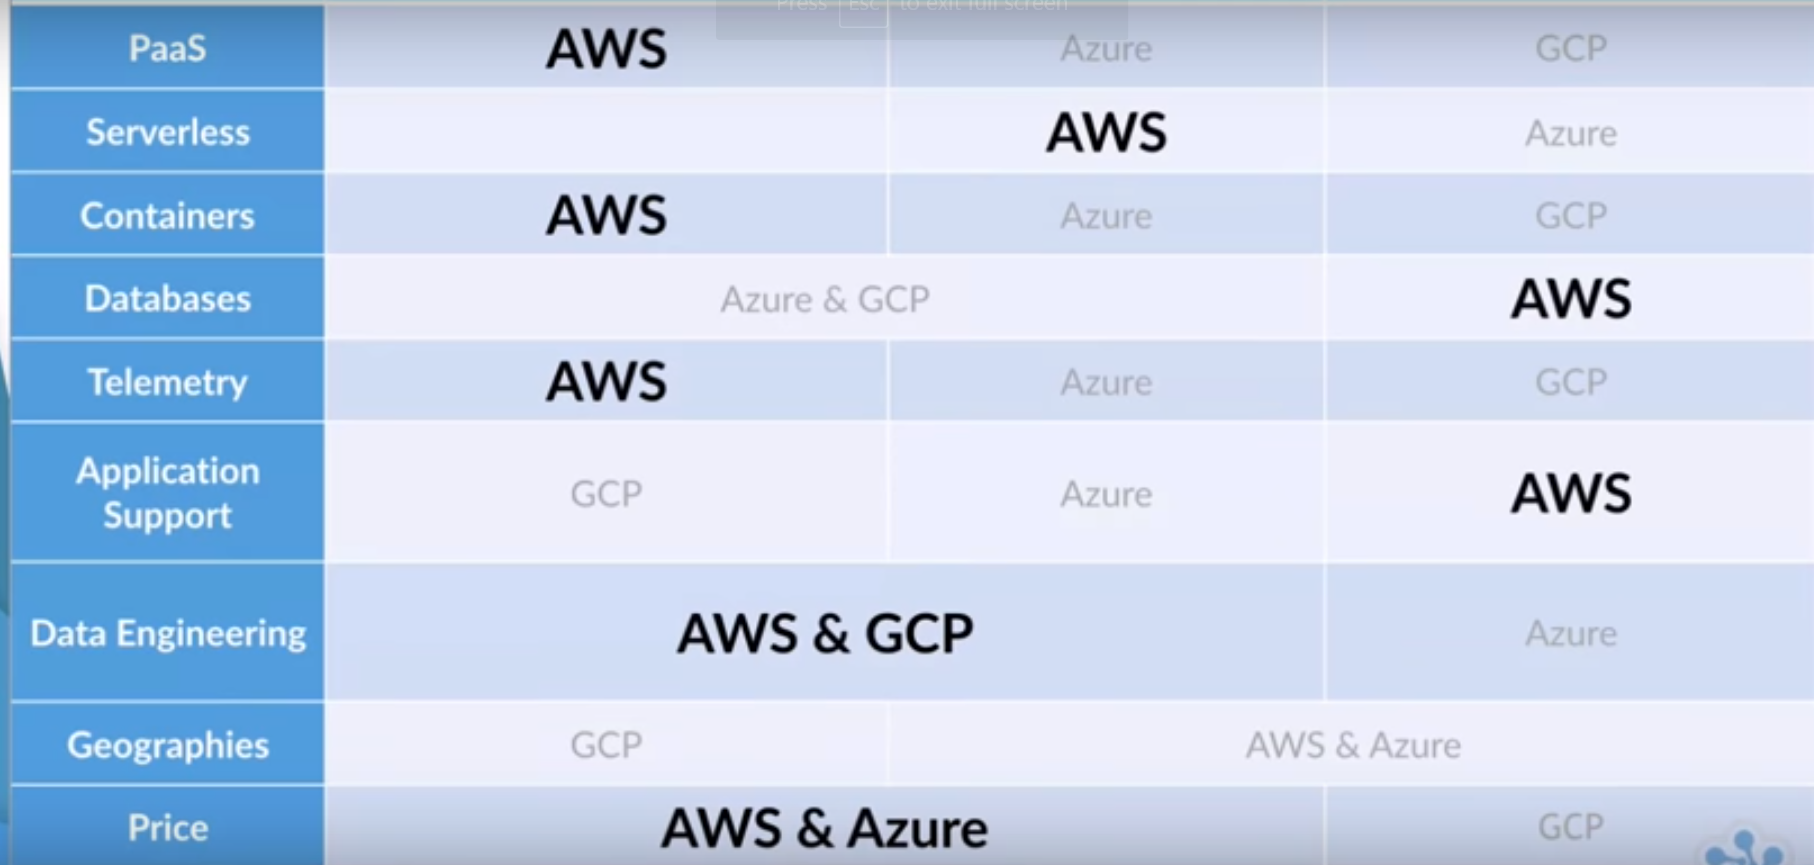 Press Esc to exit full screen
PaaS AWS Azure GCP
Serverless AWS Azure
Containers AWS Azure GCP
Databases Azure & GCP AWS
Telemetry AWS Azure GCP
Application
Support GCP Azure AWS
Data Engineering AWS & GCP Azure
Geographies GCP AWS & Azure
Price AWS & Azure GCP